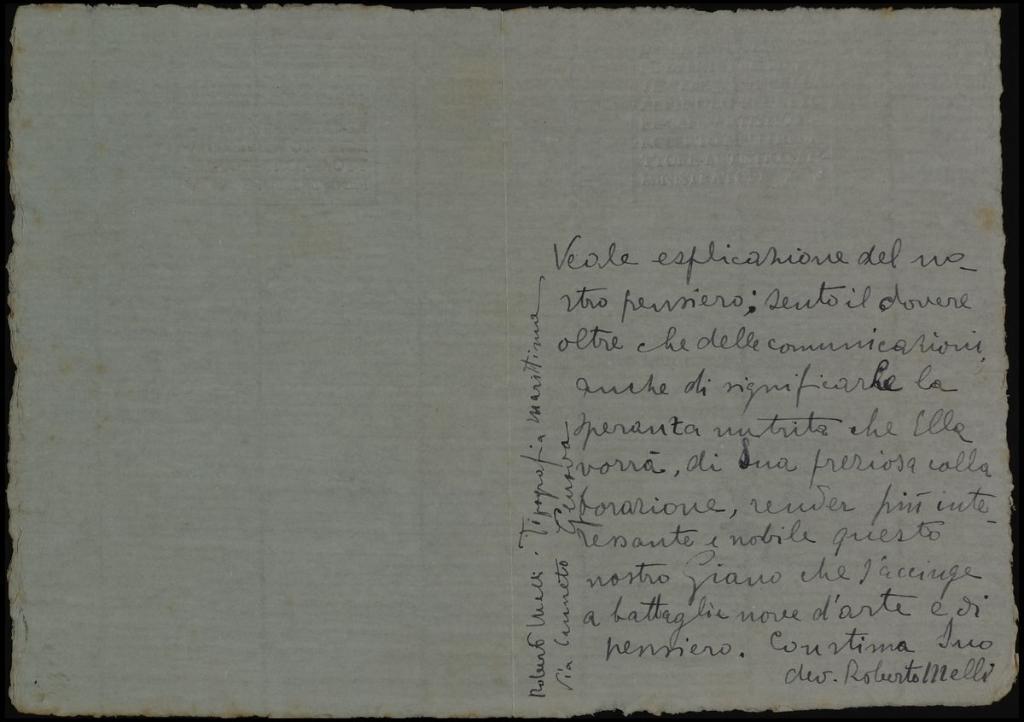 Veale esplicazione del no-
stro pensiero; sento il dovere
oltre che delle comunicazioni,
anche di significarLe la
speranza nutrita che Ella
vorrà, di Sua preziosa colla
borazione, render più inte-
ressante e nobile questo
nostro Giano che s'accinge
a battaglie nove d'arte e di
pensiero. Con stima Suo
dev. Roberto Melli
Roberto Melli. Tipografia Marittima
Via Canneto Genova